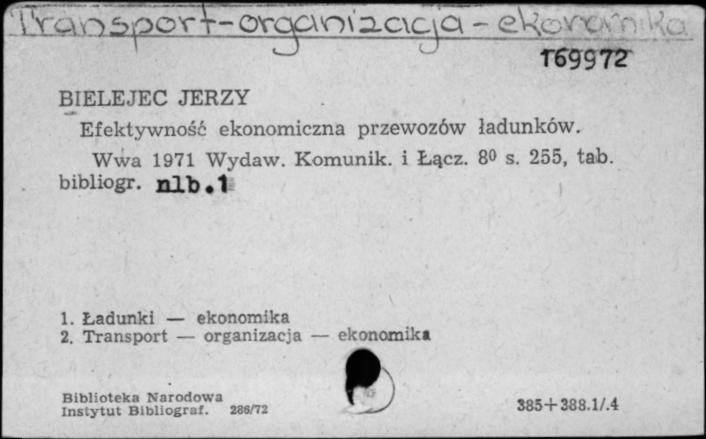 Transport-organizacja - ekonomika
T69972
BIELEJEC JERZY
Efektywność ekonomiczna przewozów ładunków.
Wwa 1971 Wydaw. Komunik. i Łącz. 8⁰ s. 255, tab.
bibliogr. nlb.1
1. Ładunki — ekonomika
2. Transport — organizacja — ekonomika
Biblioteka Narodowa
Instytut Bibliograf. 286/72
385+388.1/.4